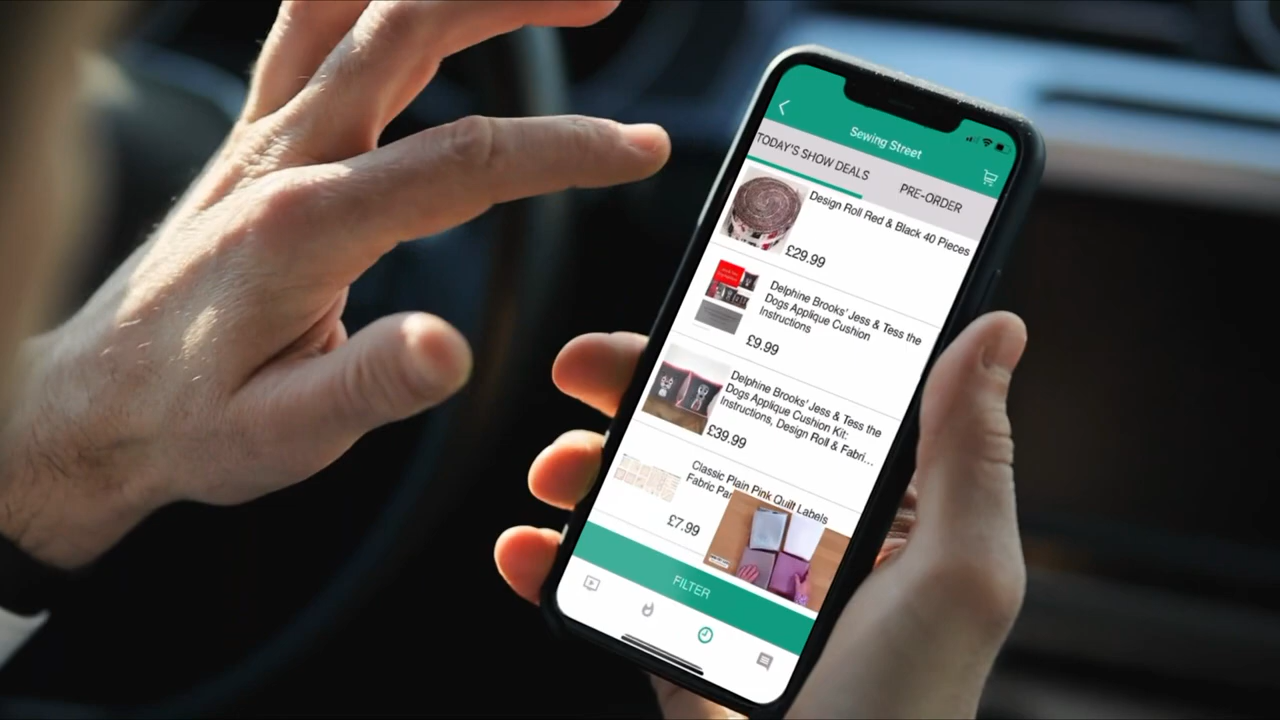 Sewing Street
TODAY'S SHOW DEALS
PRE-ORDER
Design Roll Red & Black 40 Pieces
£29.99
Delphine Brooks' Jess & Tess the
Dogs Applique Cushion
Instructions
£9.99
Delphine Brooks' Jess & Tess the
Dogs Applique Cushion Kit:
Instructions, Design Roll & Fabri...
£39.99
Classic Plain Pink Quilt Labels
Fabric Pa
£7.99
FILTER